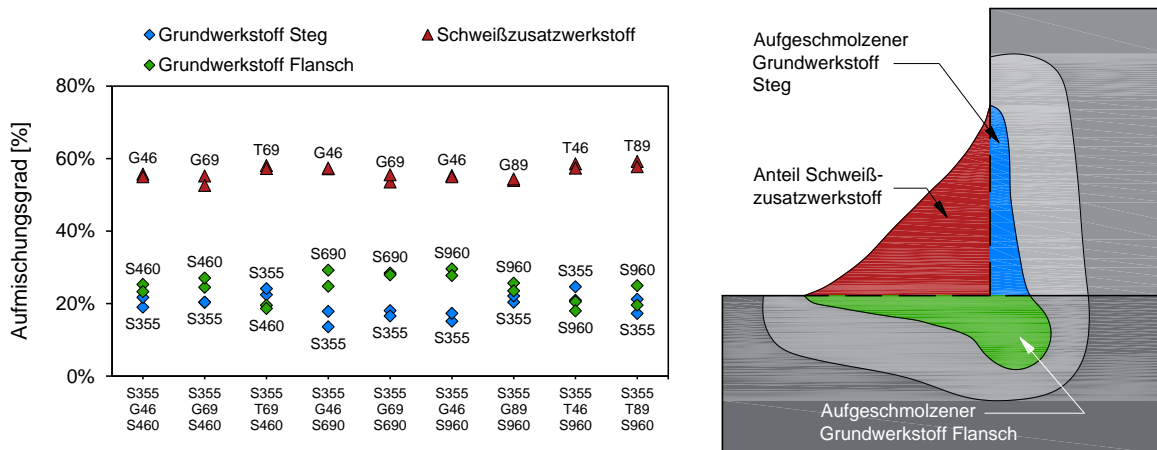 Grundwerkstoff Steg
Schweißzusatzwerkstoff
Grundwerkstoff Flansch
Aufmischungsgrad [%]
80%
60%
40%
20%
0%
G46
G69
T69
G46
G69
G46
G89
T46
T89
S460
S460
S355
S690
S690
S960
S960
S355
S960
S355
S355
S460
S355
S355
S355
S355
S960
S355
S355 S355 S355 S355 S355 S355 S355 S355 S355
G46 G69 T69 G46 G69 G46 G89 T46 T89
S460 S460 S460 S690 S690 S960 S960 S960 S960
Aufgeschmolzener
Grundwerkstoff
Steg
Anteil Schweiß-
zusatzwerkstoff
Aufgeschmolzener
Grundwerkstoff Flansch